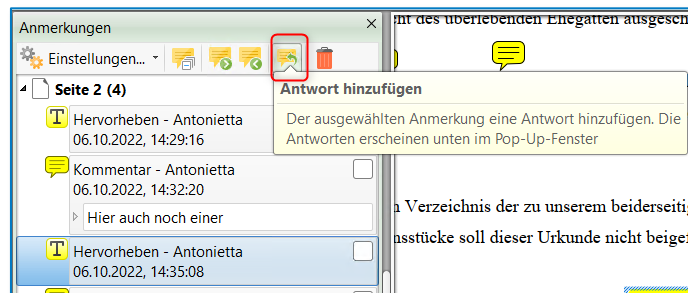 Anmerkungen
ht des überlebenden Ehegatten ausgesch
Einstellungen...
Seite 2 (4)
Antwort hinzufügen
Der ausgewählten Anmerkung eine Antwort hinzufügen. Die
Antworten erscheinen unten im Pop-Up-Fenster
T Hervorheben - Antonietta
06.10.2022, 14:29:16
Kommentar - Antonietta
06.10.2022, 14:32:20
Hier auch noch einer
n Verzeichnis der zu unserem beiderseitig
T Hervorheben - Antonietta
06.10.2022, 14:35:08
nsstücke soll dieser Urkunde nicht beigef